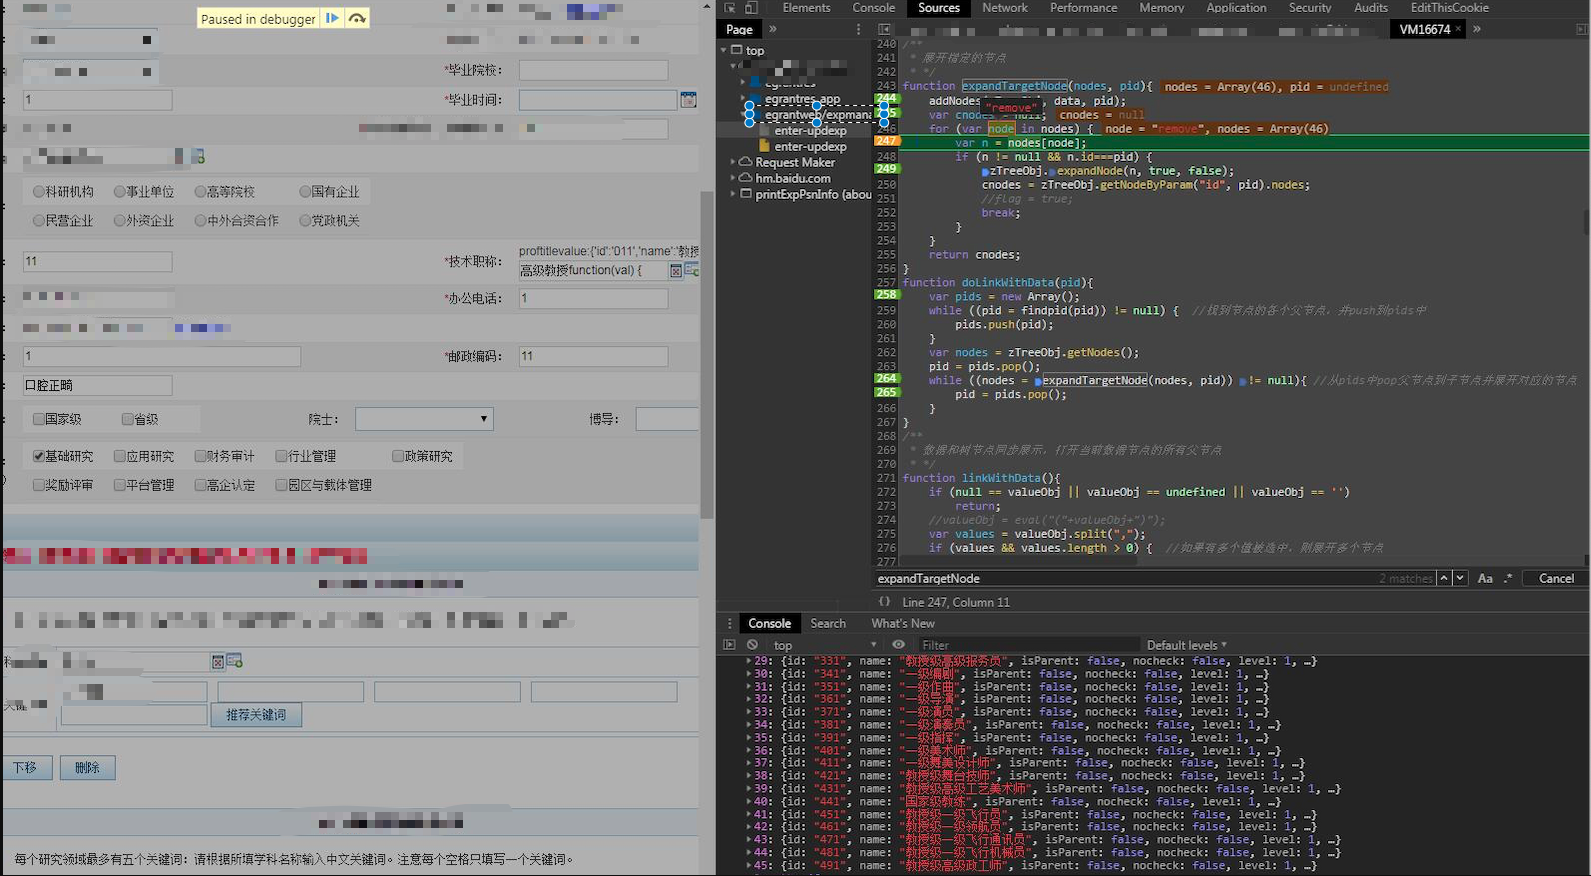 Paused in debugger
1
*毕业院校:
*毕业时间:
科研机构 事业单位 高等院校 国有企业
民营企业 外资企业 中外合资合作 党政机关
11
*技术职称:
proftitlevalue:{'id':'011','name':'教授
高级教授function(val) {
*办公电话: 1
1
*邮政编码: 11
口腔正畸
国家级 省级 院士: 博导:
基础研究 应用研究 财务审计 行业管理 政策研究
奖励评审 平台管理 高企认定 园区与载体管理
推荐关键词
下移 删除
每个研究领域最多有五个关键词:请根据所填学科名称输入中文关键词。注意每个空格只填写一个关键词。
Elements Console Sources Network Performance Memory Application Security Audits EditThisCookie
Page »
VM16674 × »
top
egrantres
egrantres app
egrantweb/expmana
enter-updexp
enter-updexp
Request Maker
hm.baidu.com
printExpPsnInfo (abou
240 /**
241 * 展开指定的节点
242 * */
243 function expandTargetNode(nodes, pid){ nodes = Array(46), pid = undefined
244 addNodes data, pid);
"remove"
245 var cnodes = null; cnodes = null
246 for (var node in nodes) { node = "remove", nodes = Array(46)
247 var n = nodes[node];
248 if (n != null && n.id===pid) {
249 zTreeObj.expandNode(n, true, false);
250 cnodes = zTreeObj.getNodeByParam("id", pid).nodes;
251 //flag = true;
252 break;
253 }
254 }
255 return cnodes;
256 }
257 function doLinkWithData(pid){
258 var pids = new Array();
259 while ((pid = findpid(pid)) != null) { //找到节点的各个父节点，并push到pids中
260 pids.push(pid);
261 }
262 var nodes = zTreeObj.getNodes();
263 pid = pids.pop();
264 while ((nodes = expandTargetNode(nodes, pid)) != null){ //从pids中pop父节点到子节点并展开对应的节点
265 pid = pids.pop();
266 }
267 }
268 /**
269 * 数据和树节点同步展示，打开当前数据节点的所有父节点
270 * */
271 function linkWithData(){
272 if (null == valueObj || valueObj == undefined || valueObj == '')
273 return;
274 //valueObj = eval("("+valueObj+")");
275 var values = valueObj.split(",");
276 if (values && values.length > 0) { //如果有多个值被选中，则展开多个节点
277
expandTargetNode 2 matches Aa .* Cancel
{} Line 247, Column 11
Console Search What's New
top Filter Default levels
29: {id: "331", name: "教授级高级报务员", isParent: false, nocheck: false, level: 1, …}
30: {id: "341", name: "一级编剧", isParent: false, nocheck: false, level: 1, …}
31: {id: "351", name: "一级作曲", isParent: false, nocheck: false, level: 1, …}
32: {id: "361", name: "一级导演", isParent: false, nocheck: false, level: 1, …}
33: {id: "371", name: "一级演员", isParent: false, nocheck: false, level: 1, …}
34: {id: "381", name: "一级演奏员", isParent: false, nocheck: false, level: 1, …}
35: {id: "391", name: "一级指挥", isParent: false, nocheck: false, level: 1, …}
36: {id: "401", name: "一级美术师", isParent: false, nocheck: false, level: 1, …}
37: {id: "411", name: "一级舞美设计师", isParent: false, nocheck: false, level: 1, …}
38: {id: "421", name: "教授级舞台技师", isParent: false, nocheck: false, level: 1, …}
39: {id: "431", name: "教授级高级工艺美术师", isParent: false, nocheck: false, level: 1, …}
40: {id: "441", name: "国家级教练", isParent: false, nocheck: false, level: 1, …}
41: {id: "451", name: "教授级一级飞行员", isParent: false, nocheck: false, level: 1, …}
42: {id: "461", name: "教授级一级领航员", isParent: false, nocheck: false, level: 1, …}
43: {id: "471", name: "教授级一级飞行通讯员", isParent: false, nocheck: false, level: 1, …}
44: {id: "481", name: "教授级一级飞行机械员", isParent: false, nocheck: false, level: 1, …}
45: {id: "491", name: "教授级高级政工师", isParent: false, nocheck: false, level: 1, …}